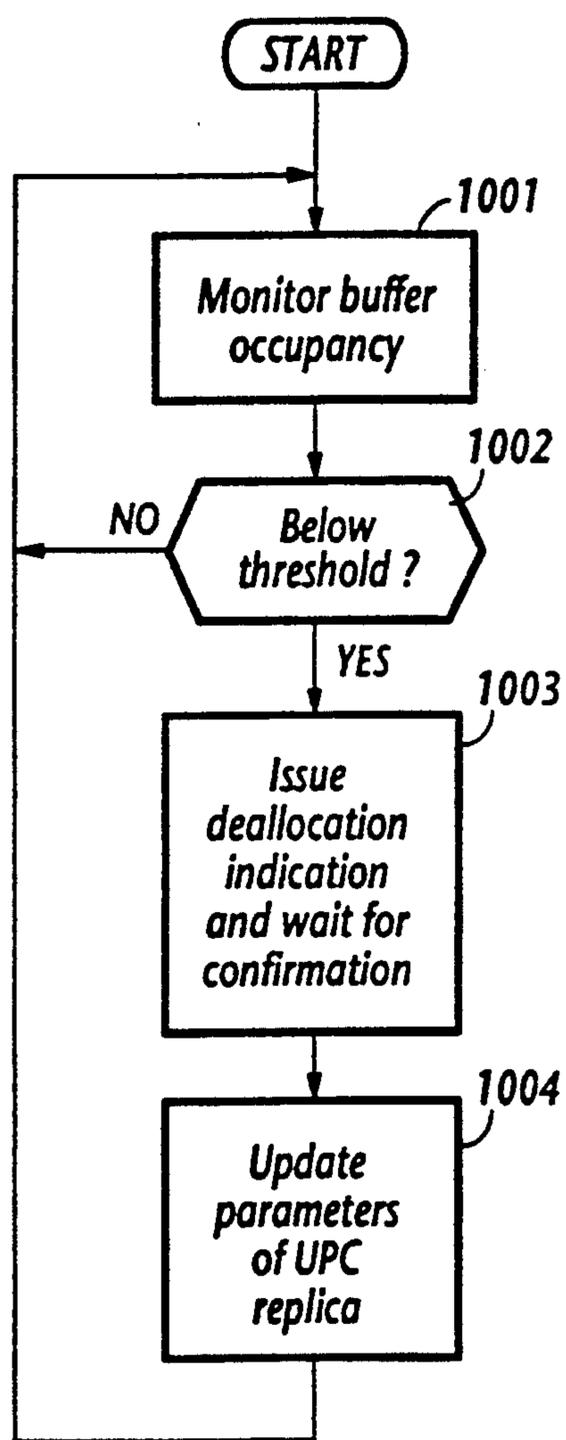 START
1001
Monitor buffer
occupancy
1002
NO
Below
threshold ?
YES
1003
Issue
deallocation
indication
and wait for
confirmation
1004
Update
parameters
of UPC
replica